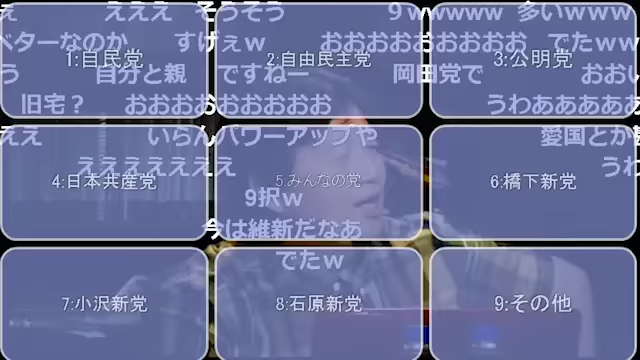 ぇ　えええ　そうそう　9wwwww　多いwww
ベターなのか　すげぇw　おおおおおおおおお　でたww
1:自民党　2:自由民主党　3:公明党
う　自分と親　ですねー　岡田党で　おおい
旧宅？　おおおおおおおおお　うわあああああ
ええ　いらんパワーアップや　愛国とか
えええええええ　うわ
4:日本共産党　5.みんなの党　6:橋下新党
9択w
今は維新だなあ
でたw
7:小沢新党　8:石原新党　9:その他